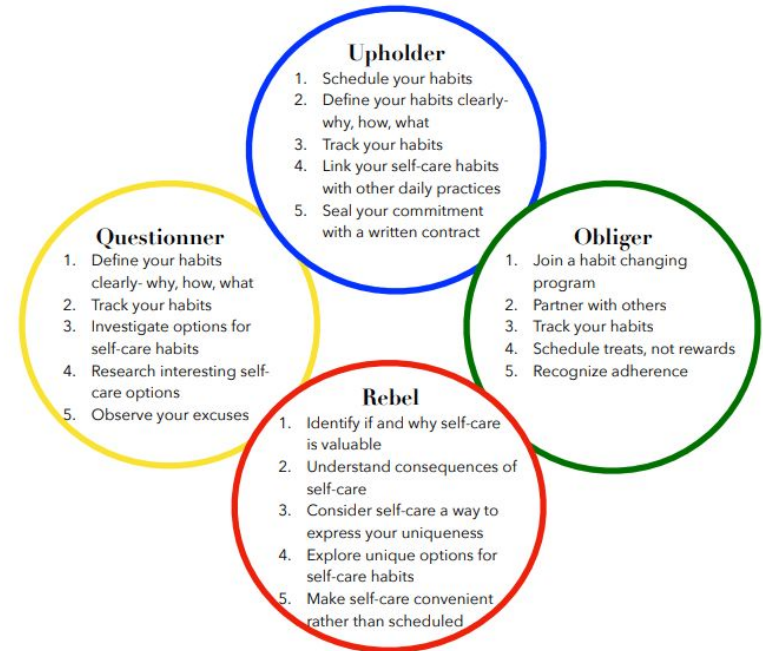 Upholder
1. Schedule your habits
2. Define your habits clearly-
why, how, what
3. Track your habits
4. Link your self-care habits
with other daily practices
5. Seal your commitment
with a written contract
Questionner
1. Define your habits
clearly- why, how, what
2. Track your habits
3. Investigate options for
self-care habits
4. Research interesting self-
care options
5. Observe your excuses
Obliger
1. Join a habit changing
program
2. Partner with others
3. Track your habits
4. Schedule treats, not rewards
5. Recognize adherence
Rebel
1. Identify if and why self-care
is valuable
2. Understand consequences of
self-care
3. Consider self-care a way to
express your uniqueness
4. Explore unique options for
self-care habits
5. Make self-care convenient
rather than scheduled